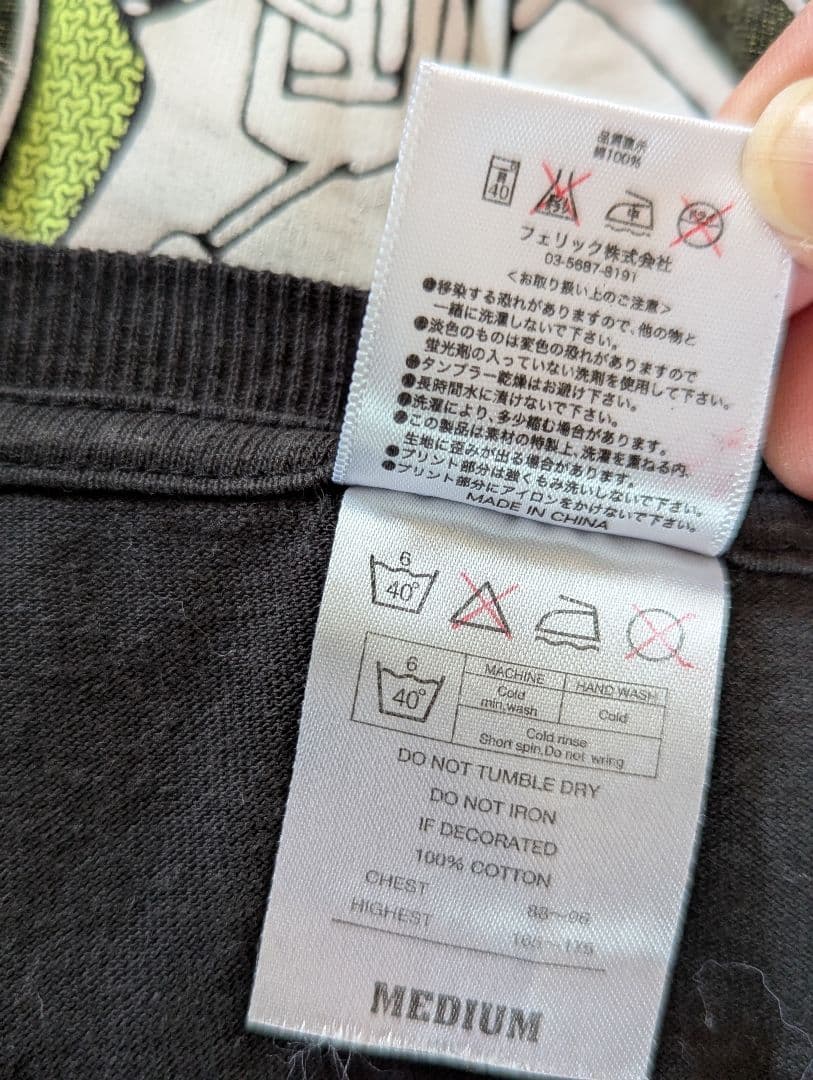 品質表示
綿100%
40
中
フェリック株式会社
03-5687-8191
<お取り扱い上のご注意>
●移染する恐れがありますので、他の物と
一緒に洗濯しないで下さい。
●淡色のものは変色の恐れがありますので
蛍光剤の入っていない洗剤を使用して下さい。
●タンブラー乾燥はお避け下さい。
●長時間水に漬けないで下さい。
●洗濯により、多少縮む場合があります。
●この製品は素材の特製上、洗濯を重ねる内、
生地に歪みが出る場合があります。
●プリント部分は強くもみ洗いしないで下さい。
●プリント部分にアイロンをかけないで下さい。
MADE IN CHINA
6
40°
6
40°
MACHINE HAND WASH
Cold
min.wash
Cold
Cold rinse
Short spin.Do not wring
DO NOT TUMBLE DRY
DO NOT IRON
IF DECORATED
100% COTTON
CHEST 88~96
HIGHEST 165~175
MEDIUM